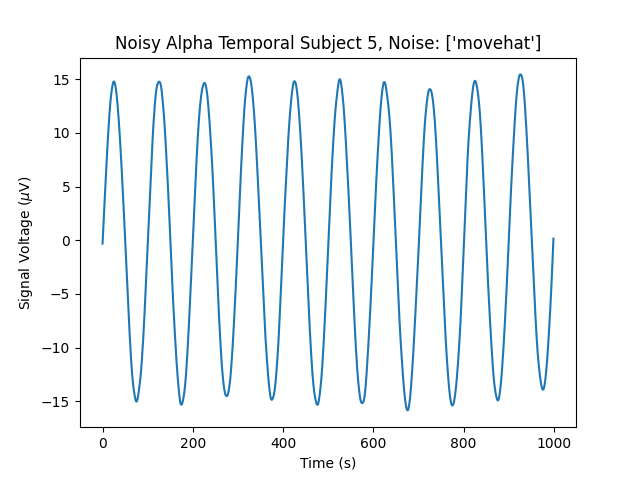 Noisy Alpha Temporal Subject 5, Noise: ['movehat']
15
10
5
0
−5
−10
−15
Signal Voltage (μV)
0 200 400 600 800 1000
Time (s)